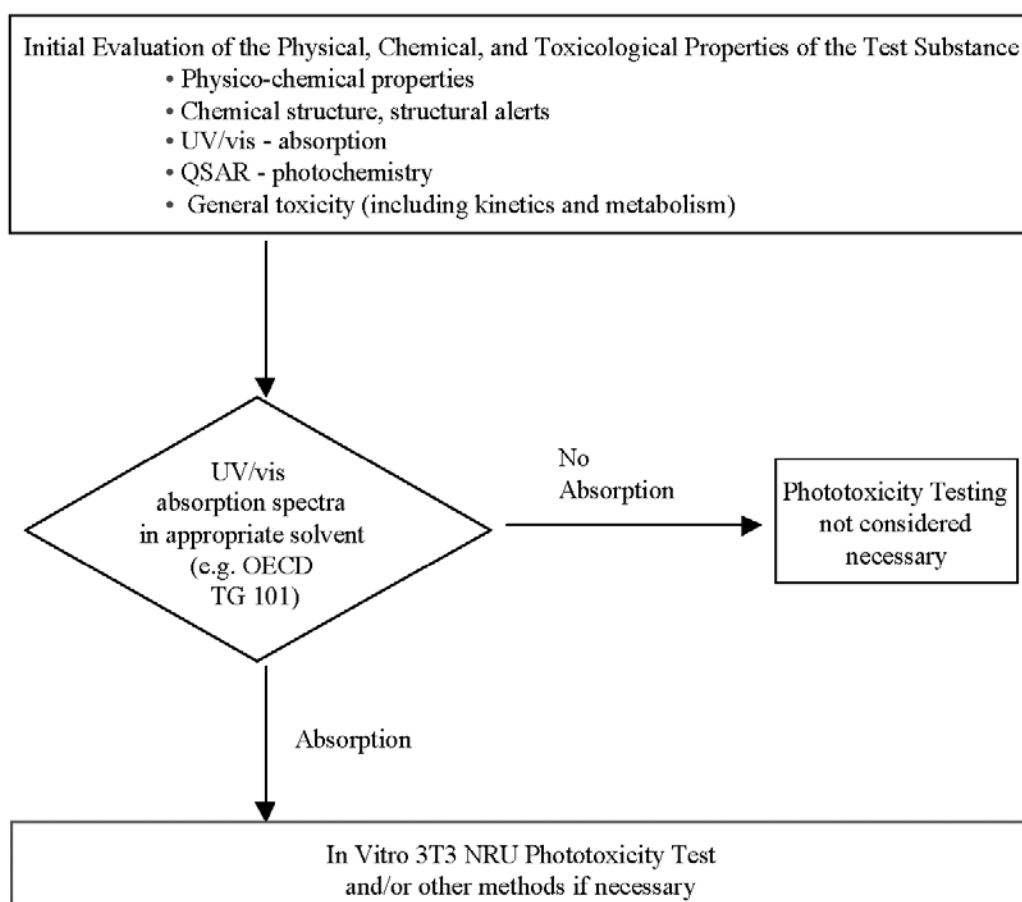 Initial Evaluation of the Physical, Chemical, and Toxicological Properties of the Test Substance
• Physico-chemical properties
• Chemical structure, structural alerts
• UV/vis - absorption
• QSAR - photochemistry
• General toxicity (including kinetics and metabolism)
UV/vis
absorption spectra
in appropriate solvent
(e.g. OECD
TG 101)
No
Absorption
Phototoxicity Testing
not considered
necessary
Absorption
In Vitro 3T3 NRU Phototoxicity Test
and/or other methods if necessary